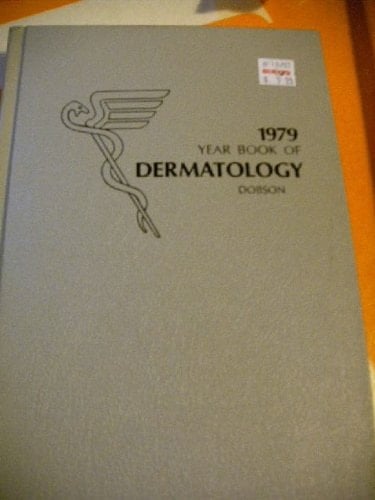 1979
YEAR BOOK OF
DERMATOLOGY
DOBSON